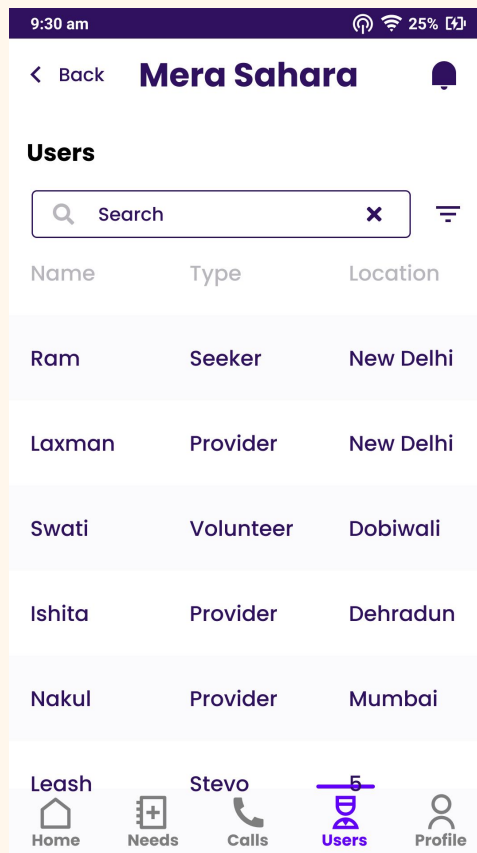 9:30 am 25%
Back Mera Sahara
Users
Search
Name Type Location
Ram Seeker New Delhi
Laxman Provider New Delhi
Swati Volunteer Dobiwali
Ishita Provider Dehradun
Nakul Provider Mumbai
Leash Stevo 5
Home Needs Calls Users Profile